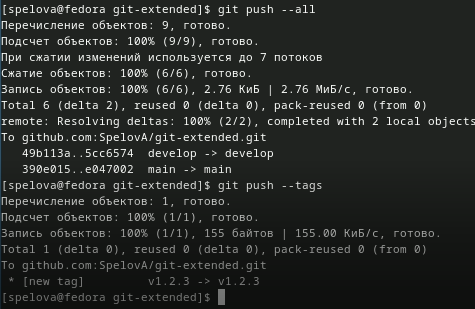 [spelova@fedora git-extended]$ git push --all
Перечисление объектов: 9, готово.
Подсчет объектов: 100% (9/9), готово.
При сжатии изменений используется до 7 потоков
Сжатие объектов: 100% (6/6), готово.
Запись объектов: 100% (6/6), 2.76 КиБ | 2.76 МиБ/с, готово.
Total 6 (delta 2), reused 0 (delta 0), pack-reused 0 (from 0)
remote: Resolving deltas: 100% (2/2), completed with 2 local objects
To github.com:SpelovA/git-extended.git
   49b113a..5cc6574  develop -> develop
   390e015..e047002  main -> main
[spelova@fedora git-extended]$ git push --tags
Перечисление объектов: 1, готово.
Подсчет объектов: 100% (1/1), готово.
Запись объектов: 100% (1/1), 155 байтов | 155.00 КиБ/с, готово.
Total 1 (delta 0), reused 0 (delta 0), pack-reused 0 (from 0)
To github.com:SpelovA/git-extended.git
 * [new tag]         v1.2.3 -> v1.2.3
[spelova@fedora git-extended]$